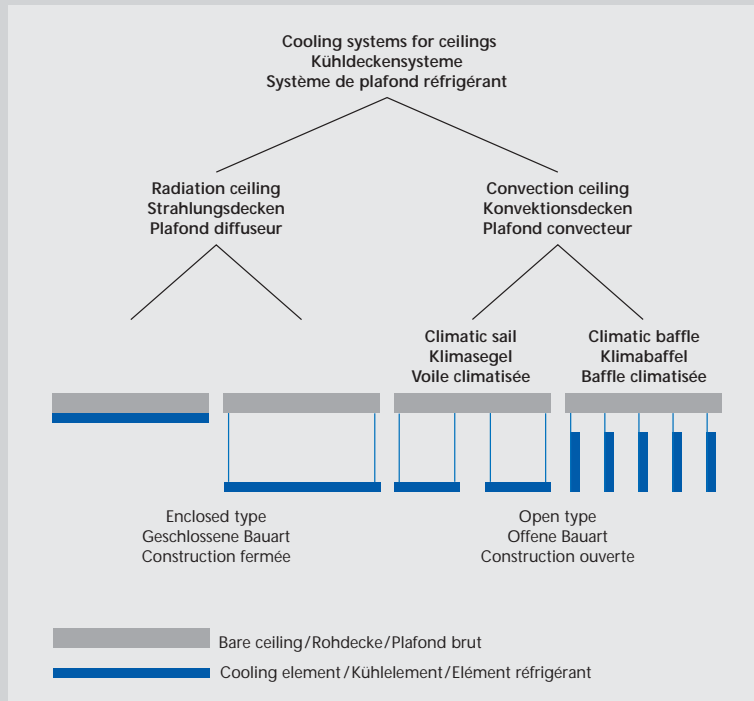 Cooling systems for ceilings
Kühldeckensysteme
Système de plafond réfrigérant
Radiation ceiling
Strahlungsdecken
Plafond diffuseur
Convection ceiling
Konvektionsdecken
Plafond convecteur
Climatic sail
Klimasegel
Voile climatisée
Climatic baffle
Klimabaffel
Baffle climatisée
Enclosed type
Geschlossene Bauart
Construction fermée
Open type
Offene Bauart
Construction ouverte
Bare ceiling/Rohdecke/Plafond brut
Cooling element/Kühlelement/Elément réfrigérant